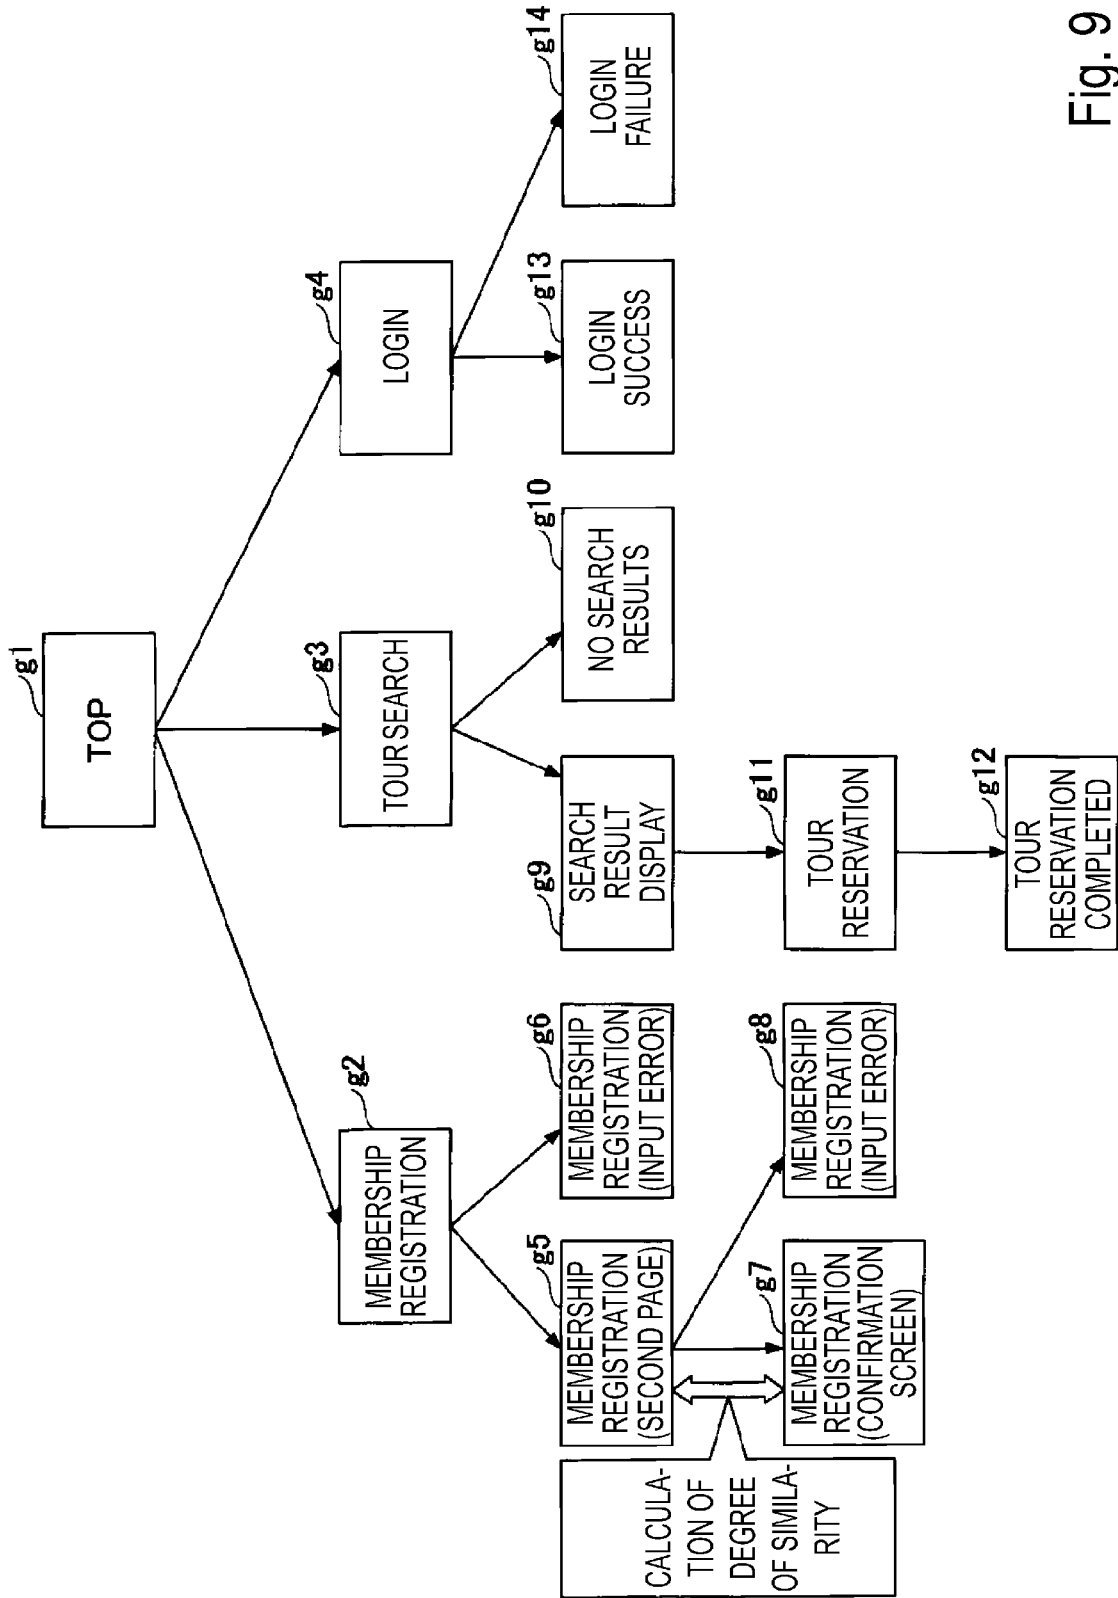 g1
TOP
g2
MEMBERSHIP
REGISTRATION
g3
TOUR SEARCH
g4
LOGIN
g5
MEMBERSHIP
REGISTRATION
(SECOND PAGE)
g6
MEMBERSHIP
REGISTRATION
(INPUT ERROR)
g9
SEARCH
RESULT
DISPLAY
g10
NO SEARCH
RESULTS
g13
LOGIN
SUCCESS
g14
LOGIN
FAILURE
CALCULA-
TION OF
DEGREE
OF SIMILA-
RITY
g7
MEMBERSHIP
REGISTRATION
(CONFIRMATION
SCREEN)
g8
MEMBERSHIP
REGISTRATION
(INPUT ERROR)
g11
TOUR
RESERVATION
g12
TOUR
RESERVATION
COMPLETED
Fig. 9